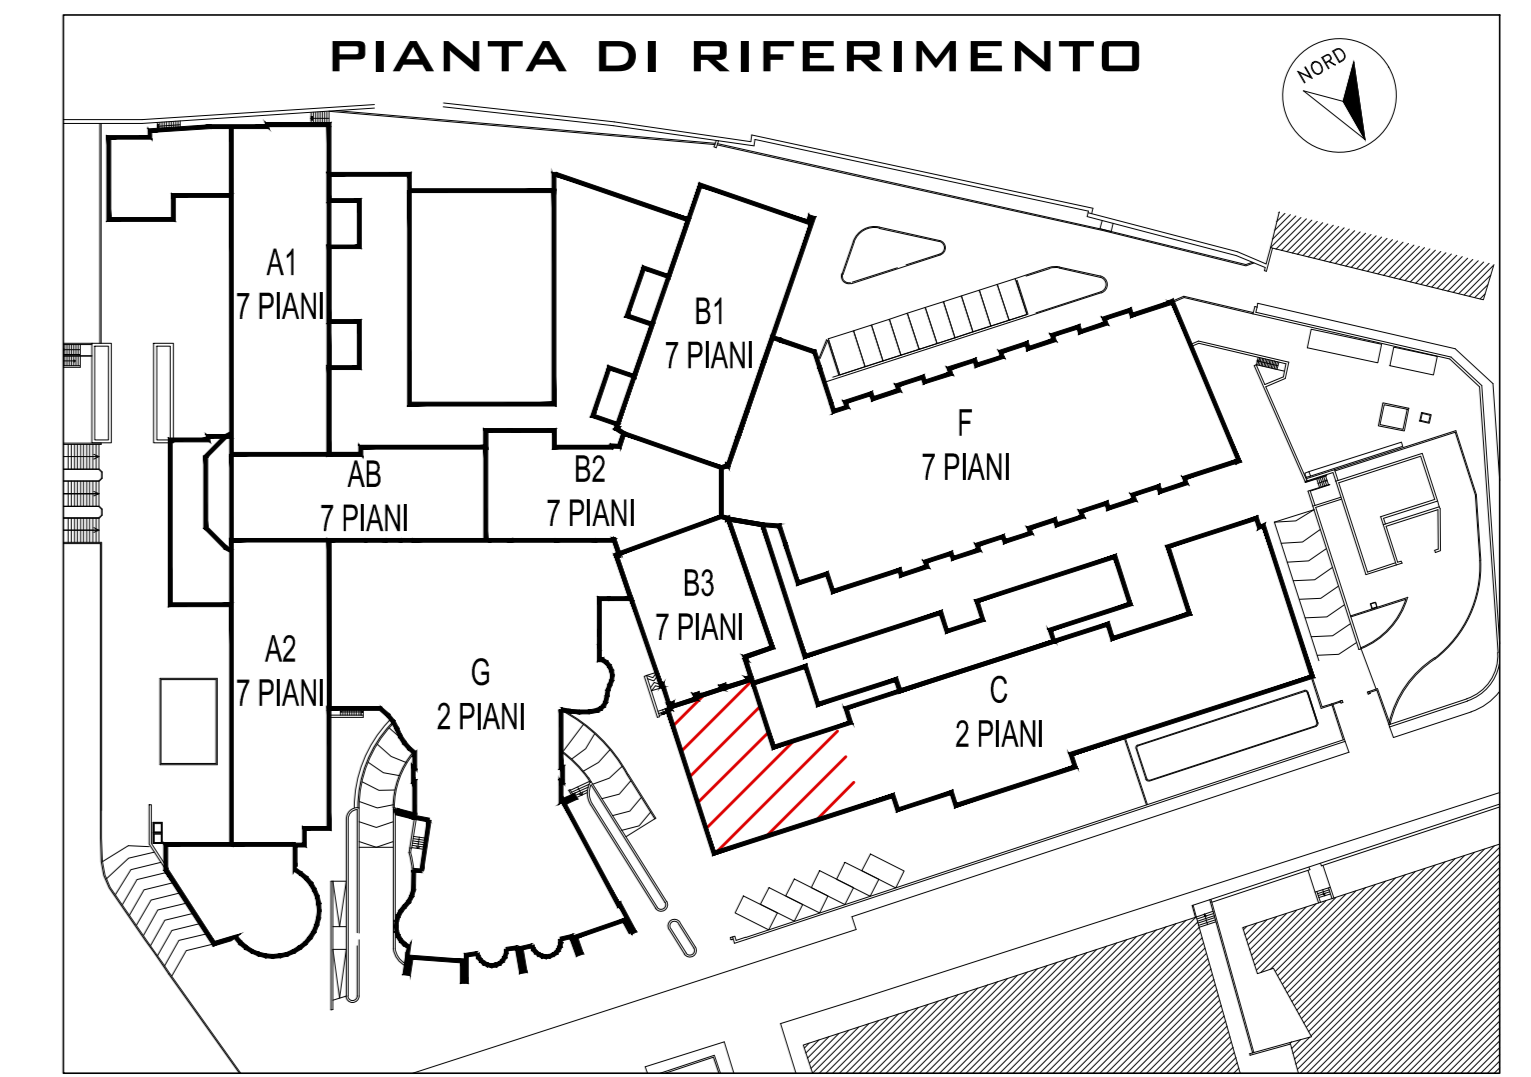 PIANTA DI RIFERIMENTO
NORD
A1
7 PIANI
B1
7 PIANI
F
7 PIANI
AB
7 PIANI
B2
7 PIANI
B3
7 PIANI
A2
7 PIANI
G
2 PIANI
C
2 PIANI